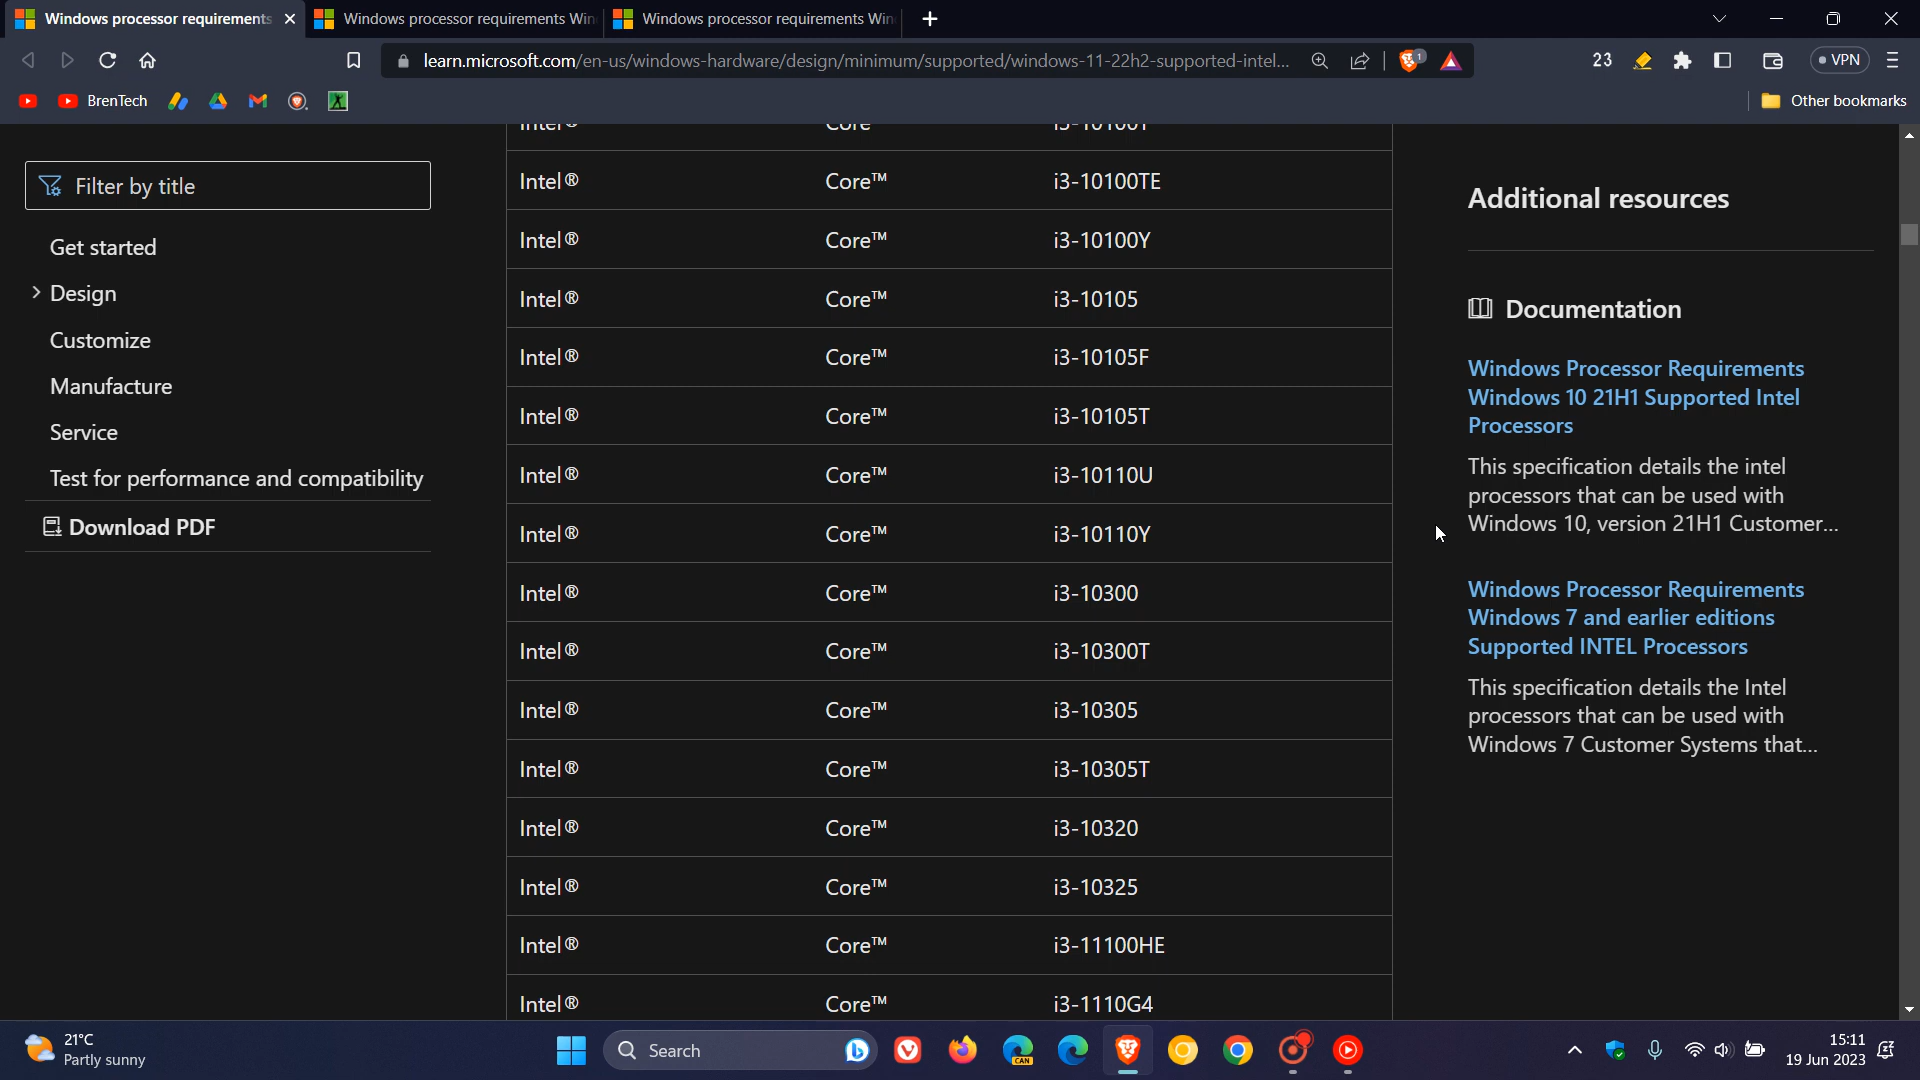 Windows processor requirements
Windows processor requirements Win
Windows processor requirements Win
learn.microsoft.com/en-us/windows-hardware/design/minimum/supported/windows-11-22h2-supported-intel...
1
23
VPN
BrenTech
Other bookmarks
Filter by title
Get started
Design
Customize
Manufacture
Service
Test for performance and compatibility
Download PDF
Intel® Core™ i3-10100T
Intel® Core™ i3-10100TE
Intel® Core™ i3-10100Y
Intel® Core™ i3-10105
Intel® Core™ i3-10105F
Intel® Core™ i3-10105T
Intel® Core™ i3-10110U
Intel® Core™ i3-10110Y
Intel® Core™ i3-10300
Intel® Core™ i3-10300T
Intel® Core™ i3-10305
Intel® Core™ i3-10305T
Intel® Core™ i3-10320
Intel® Core™ i3-10325
Intel® Core™ i3-11100HE
Intel® Core™ i3-1110G4
Additional resources
Documentation
Windows Processor Requirements
Windows 10 21H1 Supported Intel
Processors
This specification details the intel
processors that can be used with
Windows 10, version 21H1 Customer...
Windows Processor Requirements
Windows 7 and earlier editions
Supported INTEL Processors
This specification details the Intel
processors that can be used with
Windows 7 Customer Systems that...
21°C
Partly sunny
Search
CAN
15:11
19 Jun 2023